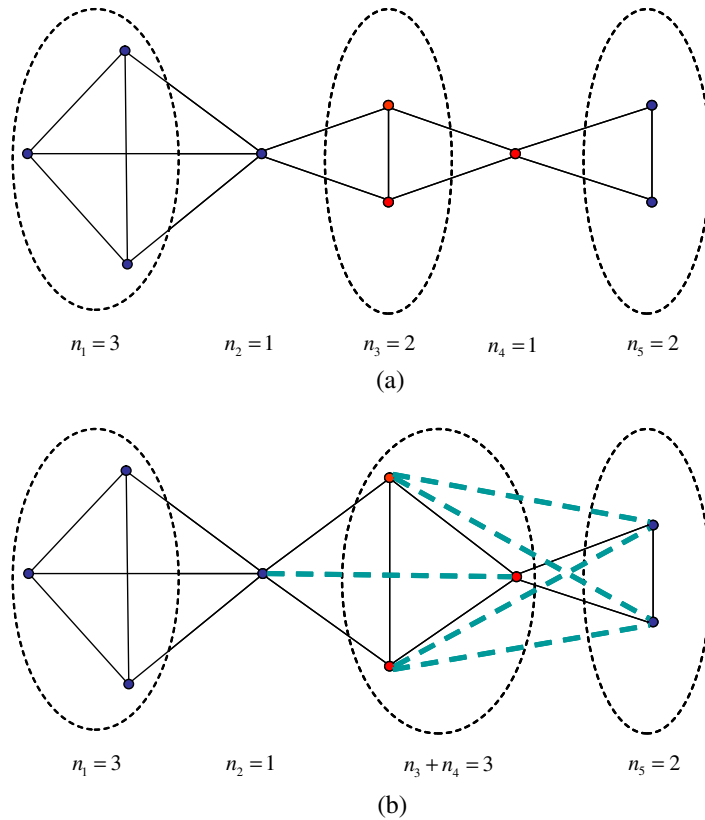 n₁ = 3 n₂ = 1 n₃ = 2 n₄ = 1 n₅ = 2
(a)
n₁ = 3 n₂ = 1 n₃ + n₄ = 3 n₅ = 2
(b)